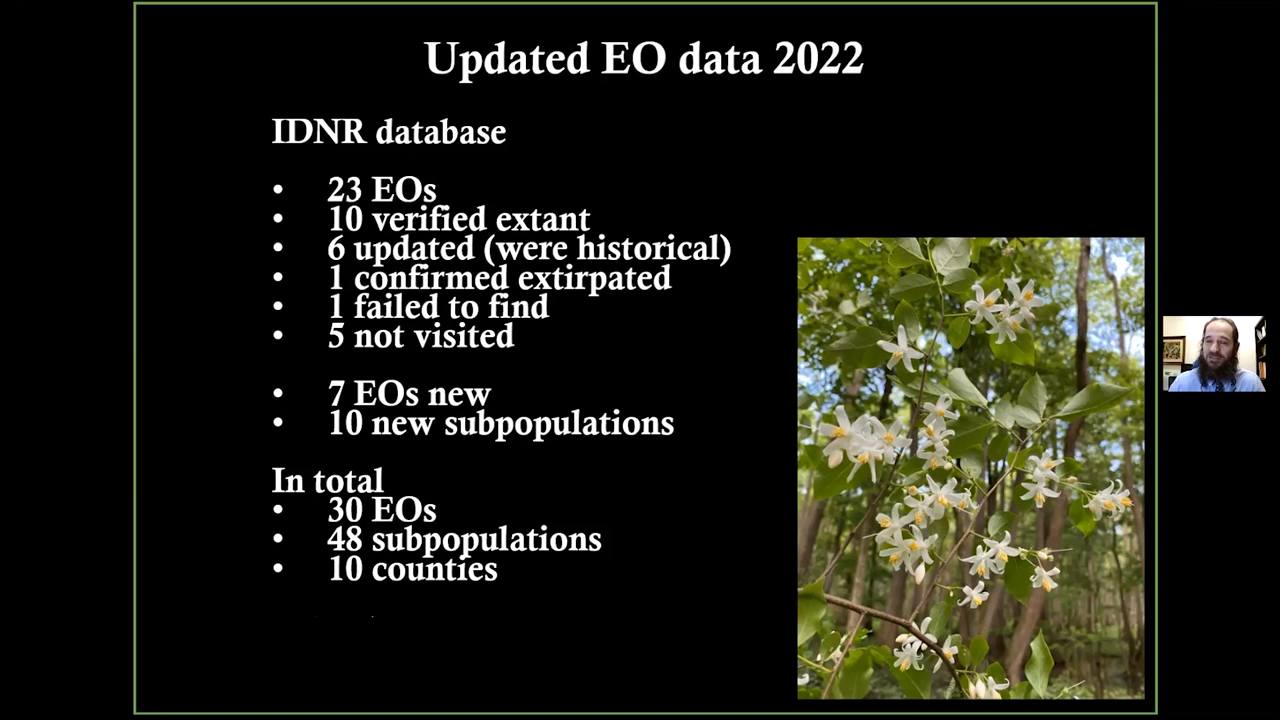 Updated EO data 2022
IDNR database
• 23 EOs
• 10 verified extant
• 6 updated (were historical)
• 1 confirmed extirpated
• 1 failed to find
• 5 not visited
• 7 EOs new
• 10 new subpopulations
In total
• 30 EOs
• 48 subpopulations
• 10 counties